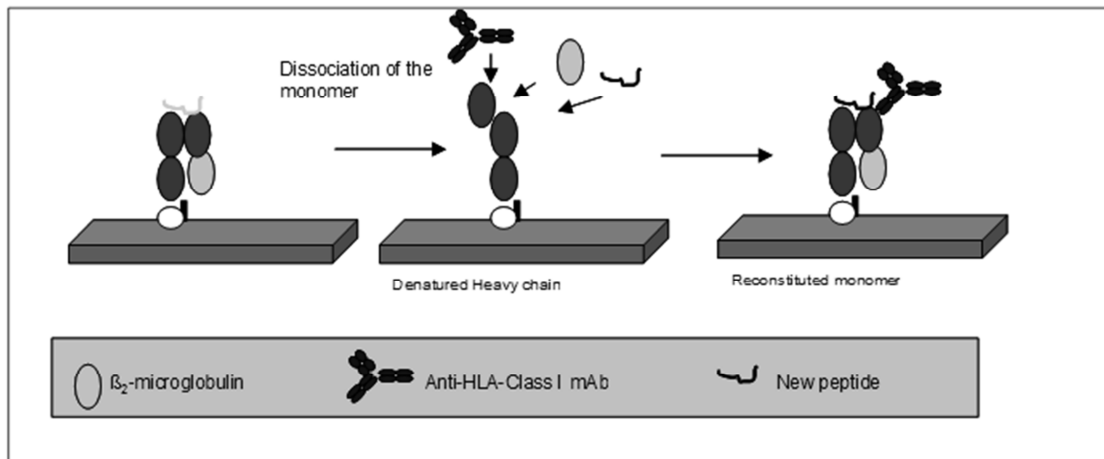 Dissociation of the
monomer
Denatured Heavy chain
Reconstituted monomer
ß₂-microglobulin
Anti-HLA-Class I mAb
New peptide